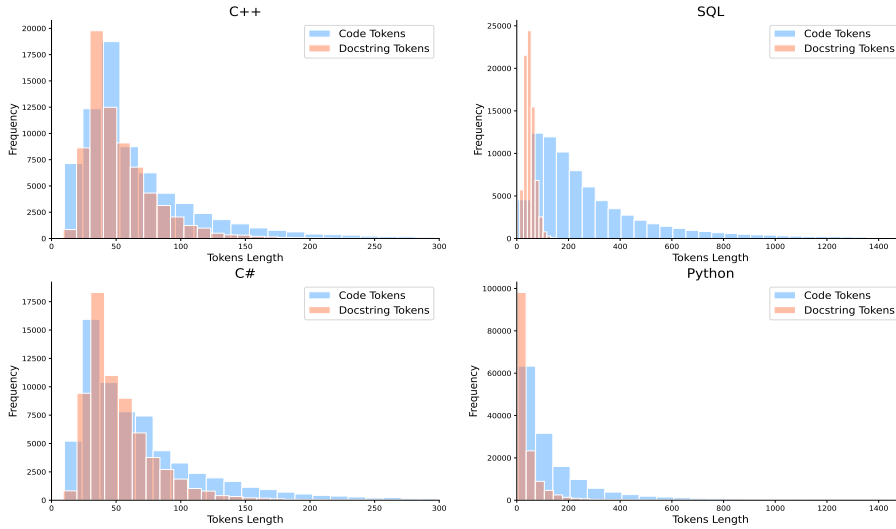 C++
20000
17500
15000
12500
10000
7500
5000
2500
0
Frequency
0 50 100 150 200 250 300
Tokens Length
Code Tokens
Docstring Tokens
SQL
25000
20000
15000
10000
5000
0
Frequency
0 200 400 600 800 1000 1200 1400
Tokens Length
Code Tokens
Docstring Tokens
C#
17500
15000
12500
10000
7500
5000
2500
0
Frequency
0 50 100 150 200 250 300
Tokens Length
Code Tokens
Docstring Tokens
Python
100000
80000
60000
40000
20000
0
Frequency
0 200 400 600 800 1000 1200 1400
Tokens Length
Code Tokens
Docstring Tokens